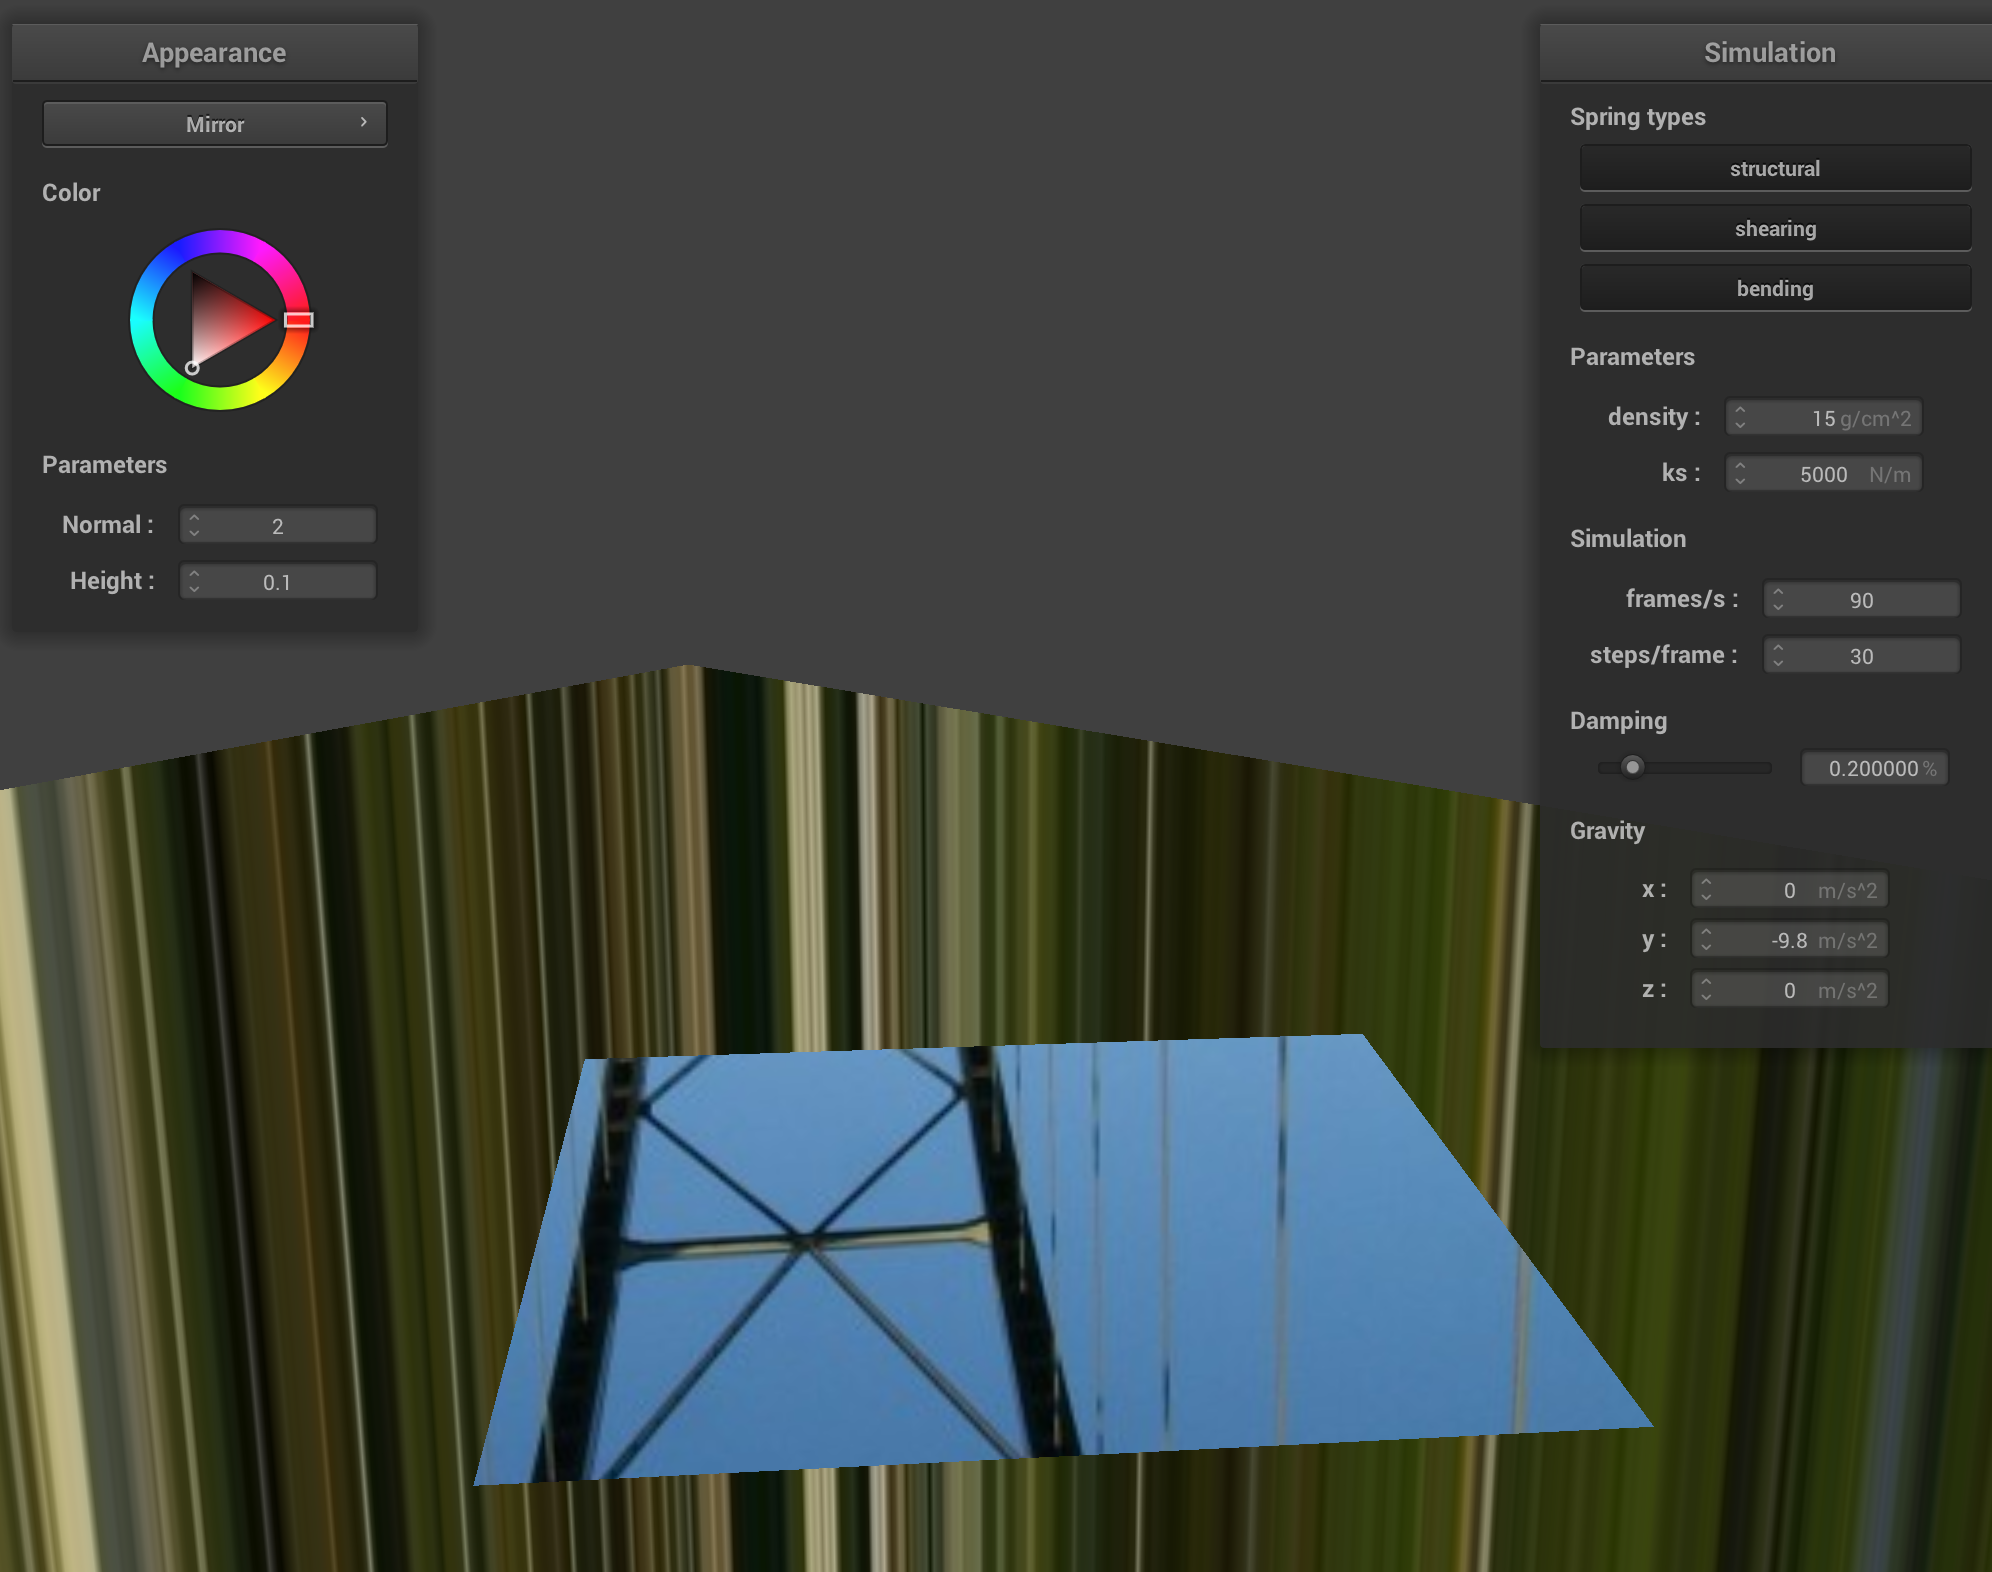 Appearance
Mirror
Color
Parameters
Normal : 2
Height : 0.1
Simulation
Spring types
structural
shearing
bending
Parameters
density : 15 g/cm^2
ks : 5000 N/m
Simulation
frames/s : 90
steps/frame : 30
Damping
0.200000 %
Gravity
x : 0 m/s^2
y : -9.8 m/s^2
z : 0 m/s^2